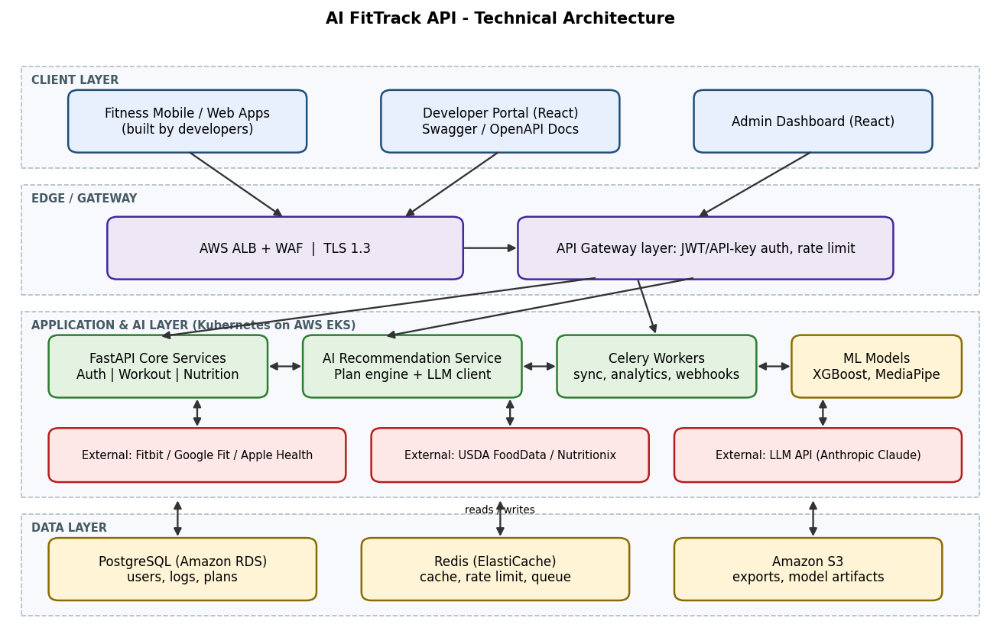 AI FitTrack API - Technical Architecture
CLIENT LAYER
Fitness Mobile / Web Apps
(built by developers)
Developer Portal (React)
Swagger / OpenAPI Docs
Admin Dashboard (React)
EDGE / GATEWAY
AWS ALB + WAF | TLS 1.3
API Gateway layer: JWT/API-key auth, rate limit
APPLICATION & AI LAYER (Kubernetes on AWS EKS)
FastAPI Core Services
Auth | Workout | Nutrition
AI Recommendation Service
Plan engine + LLM client
Celery Workers
sync, analytics, webhooks
ML Models
XGBoost, MediaPipe
External: Fitbit / Google Fit / Apple Health
External: USDA FoodData / Nutritionix
External: LLM API (Anthropic Claude)
reads / writes
DATA LAYER
PostgreSQL (Amazon RDS)
users, logs, plans
Redis (ElastiCache)
cache, rate limit, queue
Amazon S3
exports, model artifacts